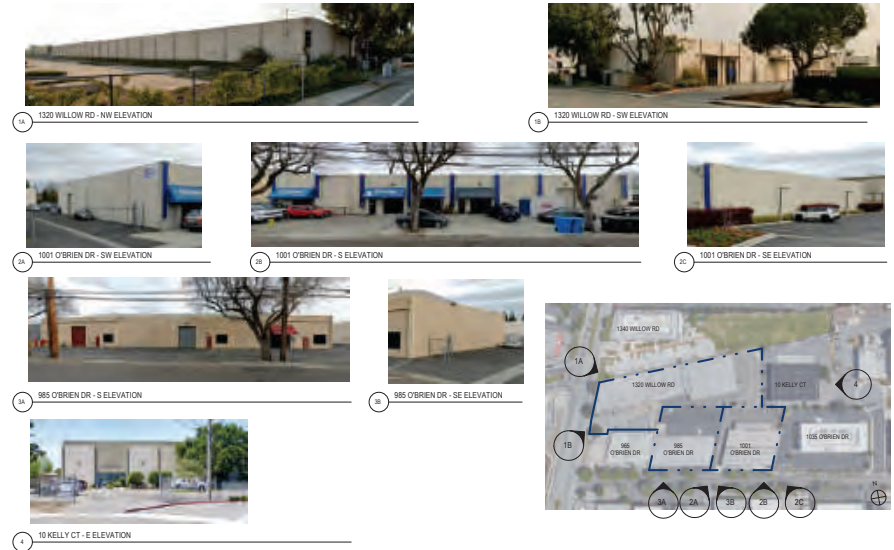 1A
1320 WILLOW RD - NW ELEVATION
1B
1320 WILLOW RD - SW ELEVATION
2A
1001 O'BRIEN DR - SW ELEVATION
2B
1001 O'BRIEN DR - S ELEVATION
2C
1001 O'BRIEN DR - SE ELEVATION
3A
985 O'BRIEN DR - S ELEVATION
3B
985 O'BRIEN DR - SE ELEVATION
4
10 KELLY CT - E ELEVATION
1240 WILLOW RD
1A
1320 WILLOW RD
10 KELLY CT
4
1B
965
O'BRIEN DR
985
O'BRIEN DR
1001
O'BRIEN DR
1035 O'BRIEN DR
3A
2A
3B
2B
2C
N